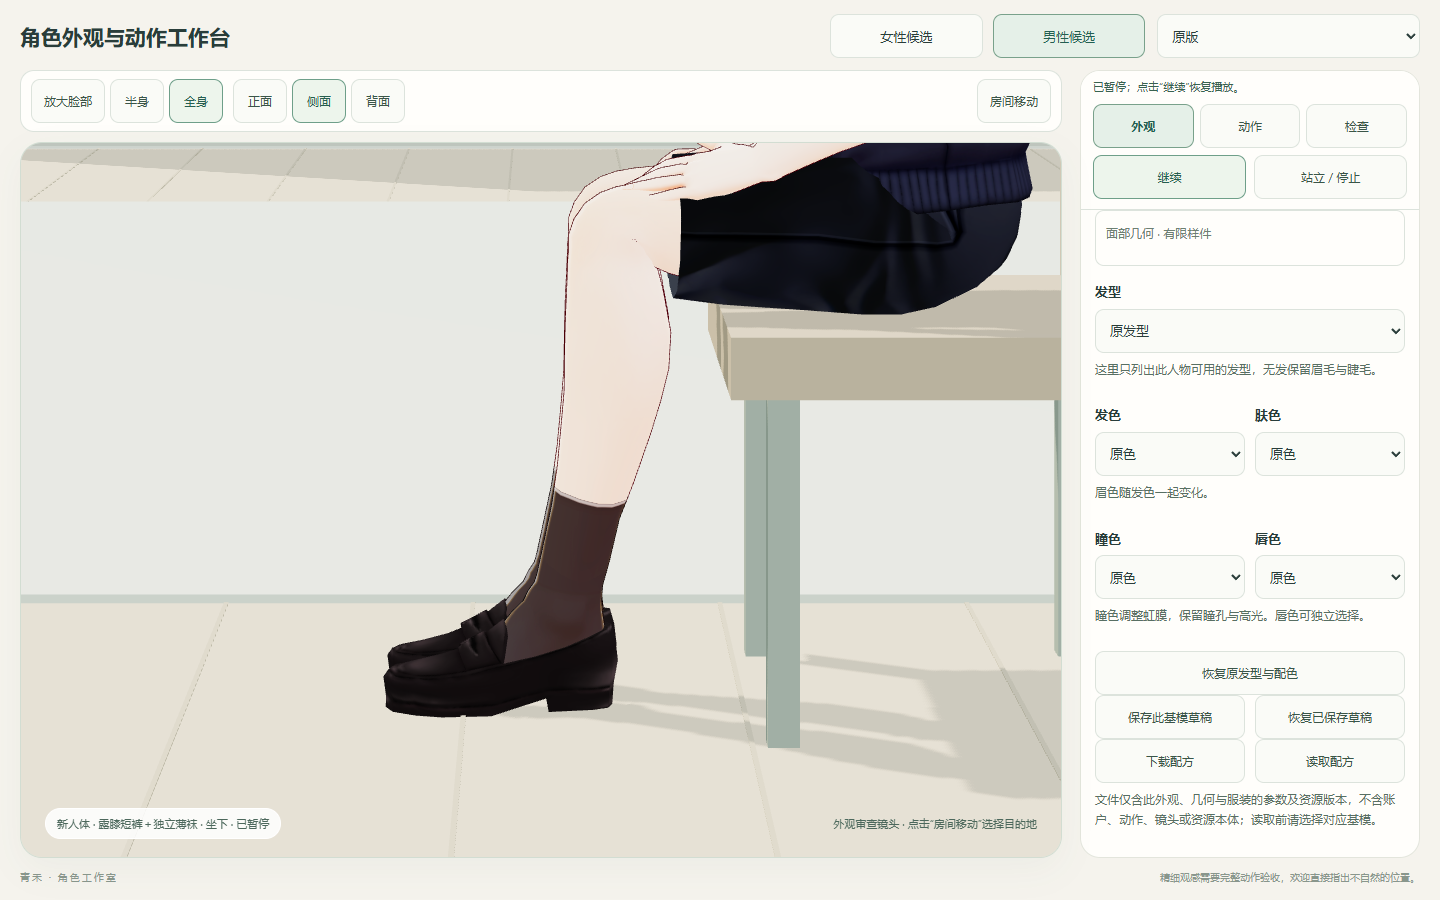 角色外观与动作工作台
女性候选
男性候选
原版
放大脸部
半身
全身
正面
侧面
背面
房间移动
已暂停；点击“继续”恢复播放。
外观
动作
检查
继续
站立 / 停止
面部几何 · 有限样件
发型
原发型
这里只列出此人物可用的发型，无发保留眉毛与睫毛。
发色
肤色
原色
原色
眉色随发色一起变化。
瞳色
唇色
原色
原色
瞳色调整虹膜，保留瞳孔与高光。唇色可独立选择。
恢复原发型与配色
保存此基模草稿
恢复已保存草稿
下载配方
读取配方
文件仅含此外观、几何与服装的参数及资源版本，不含账
户、动作、镜头或资源本体；读取前请选择对应基模。
新人体 · 露膝短裤 + 独立薄袜 · 坐下 · 已暂停
外观审查镜头 · 点击“房间移动”选择目的地
青禾 · 角色工作室
精细观感需要完整动作验收，欢迎直接指出不自然的位置。